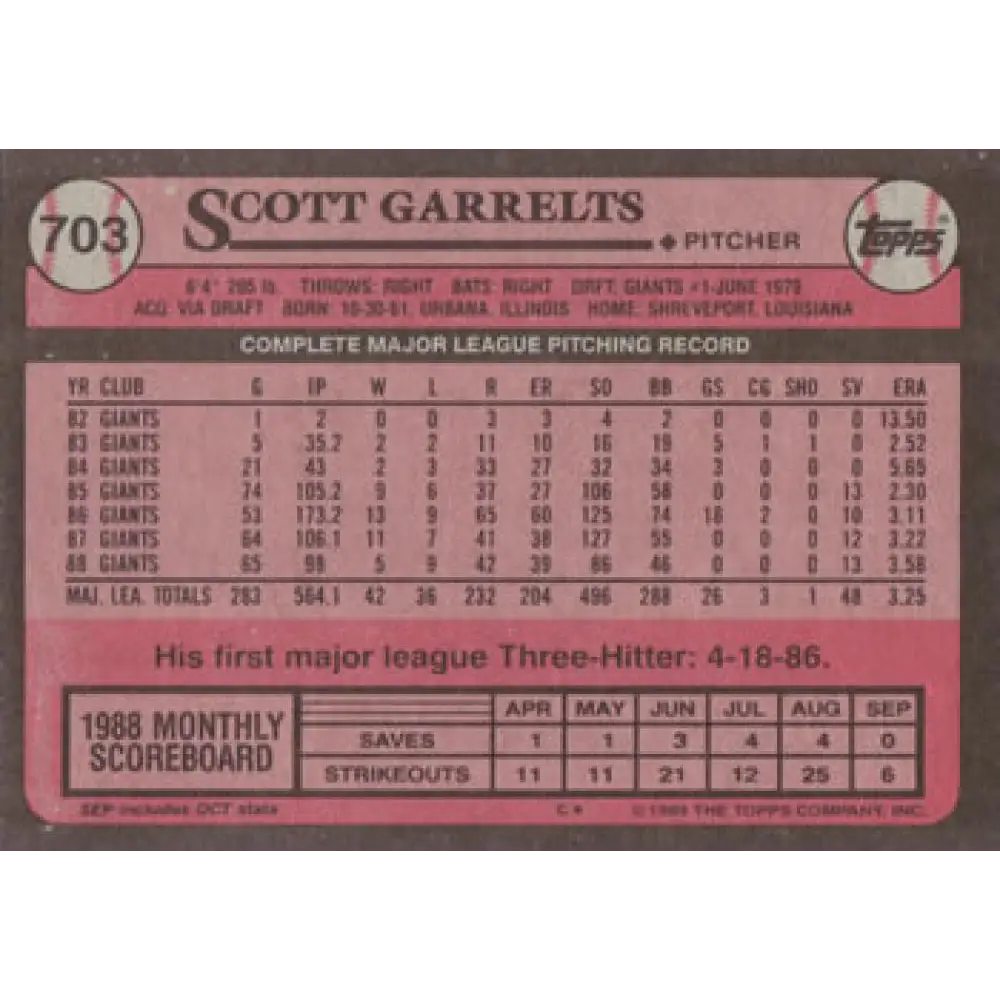 703
SCOTT GARRELTS
◆ PITCHER
topps®
6'4" 205 lb. THROWS: RIGHT BATS: RIGHT DRFT: GIANTS #1-JUNE 1979
ACQ: VIA DRAFT BORN: 10-30-61, URBANA, ILLINOIS HOME: SHREVEPORT, LOUISIANA
COMPLETE MAJOR LEAGUE PITCHING RECORD
YR CLUB G IP W L R ER SO BB GS CG SHO SV ERA
82 GIANTS 1 2 0 0 3 3 4 2 0 0 0 0 13.50
83 GIANTS 5 35.2 2 2 11 10 16 19 5 1 1 0 2.52
84 GIANTS 21 43 2 3 33 27 32 34 3 0 0 0 5.65
85 GIANTS 74 105.2 9 6 37 27 106 58 0 0 0 13 2.30
86 GIANTS 53 173.2 13 9 65 60 125 74 18 2 0 10 3.11
87 GIANTS 64 106.1 11 7 41 38 127 55 0 0 0 12 3.22
88 GIANTS 65 98 5 9 42 39 86 46 0 0 0 13 3.58
MAJ. LEA. TOTALS 283 564.1 42 36 232 204 496 288 26 3 1 48 3.25
His first major league Three-Hitter: 4-18-86.
1988 MONTHLY SCOREBOARD
APR MAY JUN JUL AUG SEP
SAVES 1 1 3 4 4 0
STRIKEOUTS 11 11 21 12 25 6
SEP includes OCT stats C* © 1989 THE TOPPS COMPANY, INC.